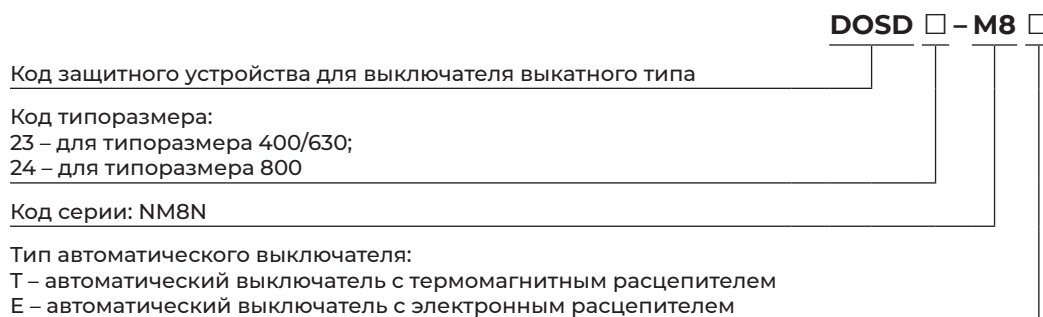 DOSD □ – M8 □
Код защитного устройства для выключателя выкатного типа
Код типоразмера:
23 – для типоразмера 400/630;
24 – для типоразмера 800
Код серии: NM8N
Тип автоматического выключателя:
Т – автоматический выключатель с термомагнитным расцепителем
Е – автоматический выключатель с электронным расцепителем